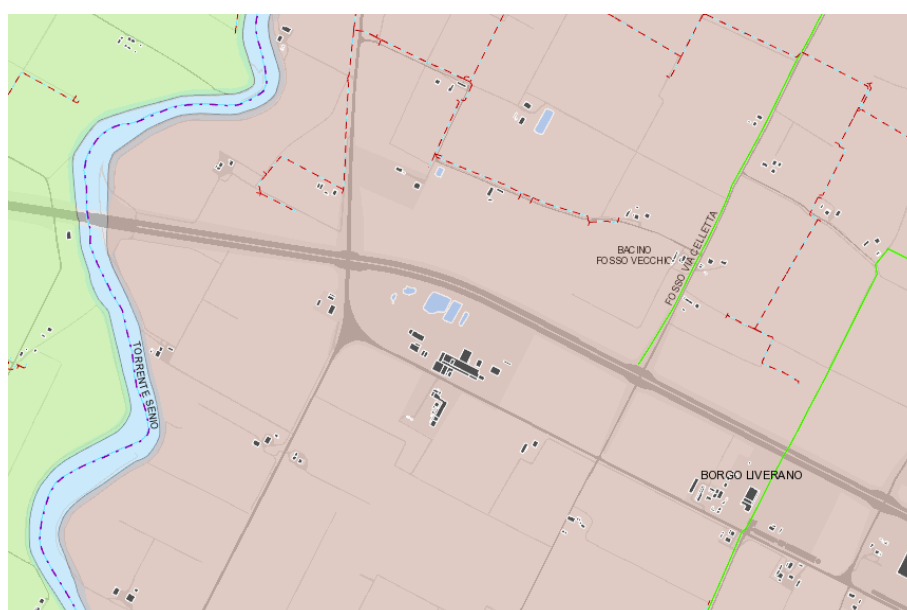 BACINO
FOSSO VECCHIO
FOSSO VIA CELLETTA
TORRENTE SENIO
BORGO LIVERANO